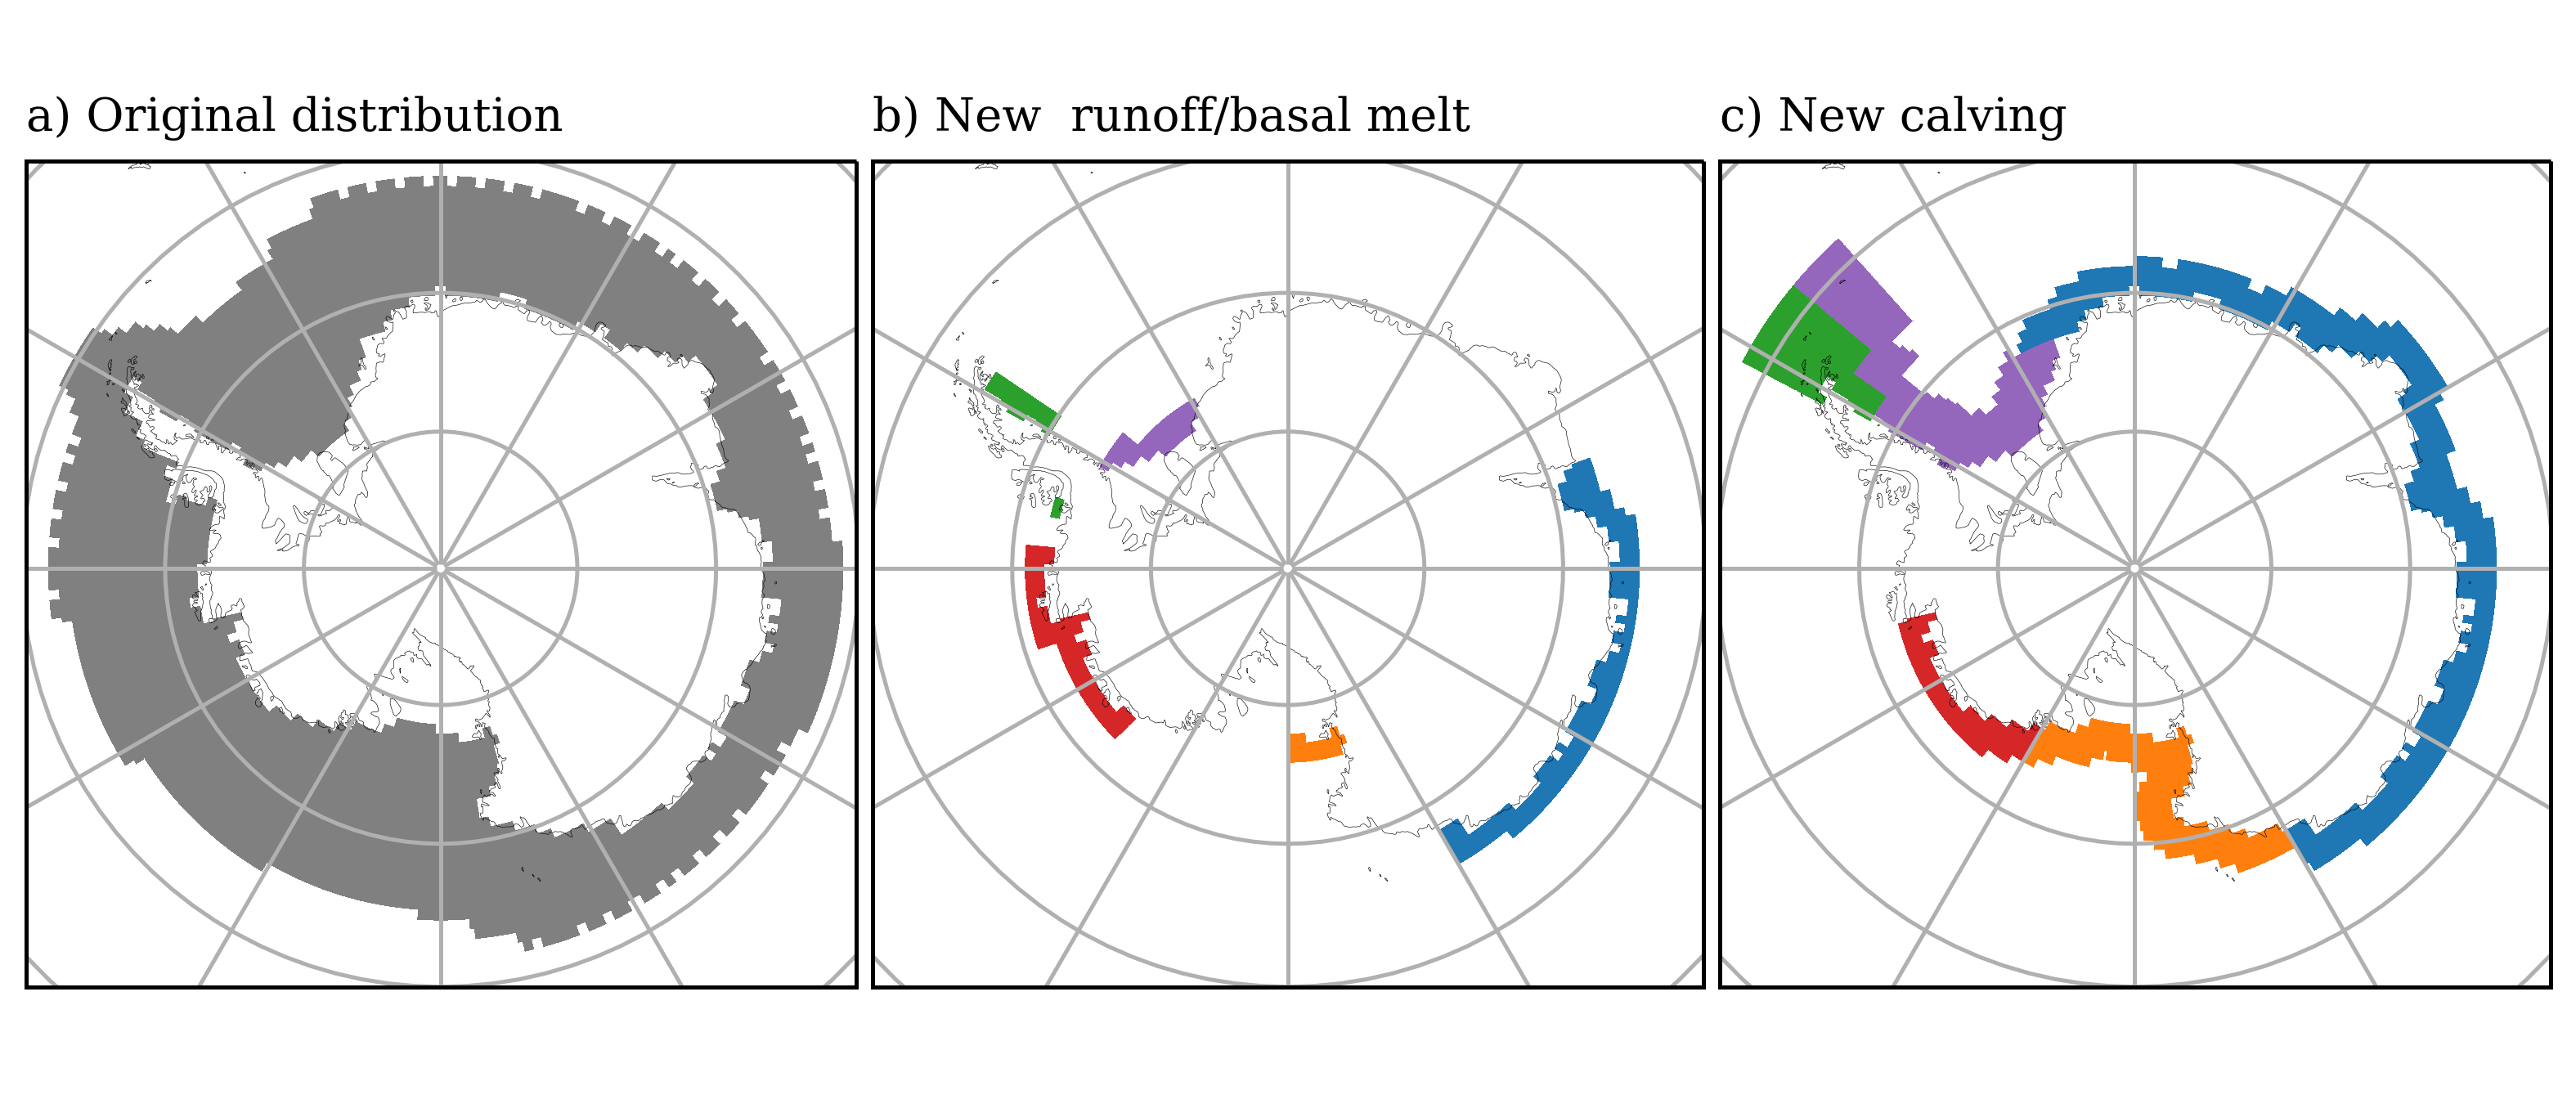 a) Original distribution
b) New  runoff/basal melt
c) New calving